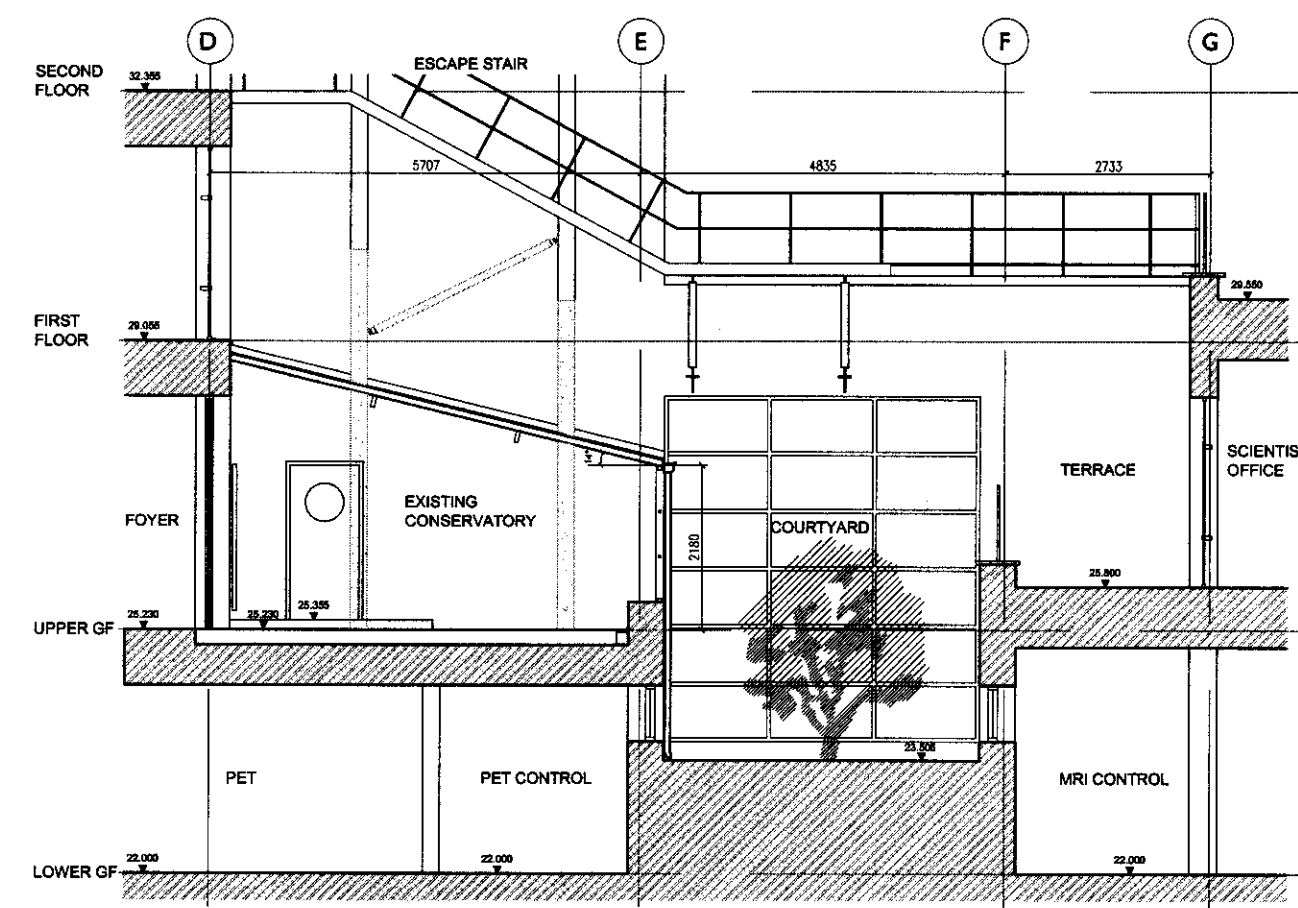 D
E
F
G
SECOND
FLOOR
32.355
ESCAPE STAIR
5707
4835
2733
FIRST
FLOOR
29.055
29.550
FOYER
EXISTING
CONSERVATORY
14°
2180
COURTYARD
TERRACE
SCIENTIS
OFFICE
UPPER GF
25.230
25.230
25.355
25.800
23.505
PET
PET CONTROL
MRI CONTROL
LOWER GF
22.000
22.000
22.000